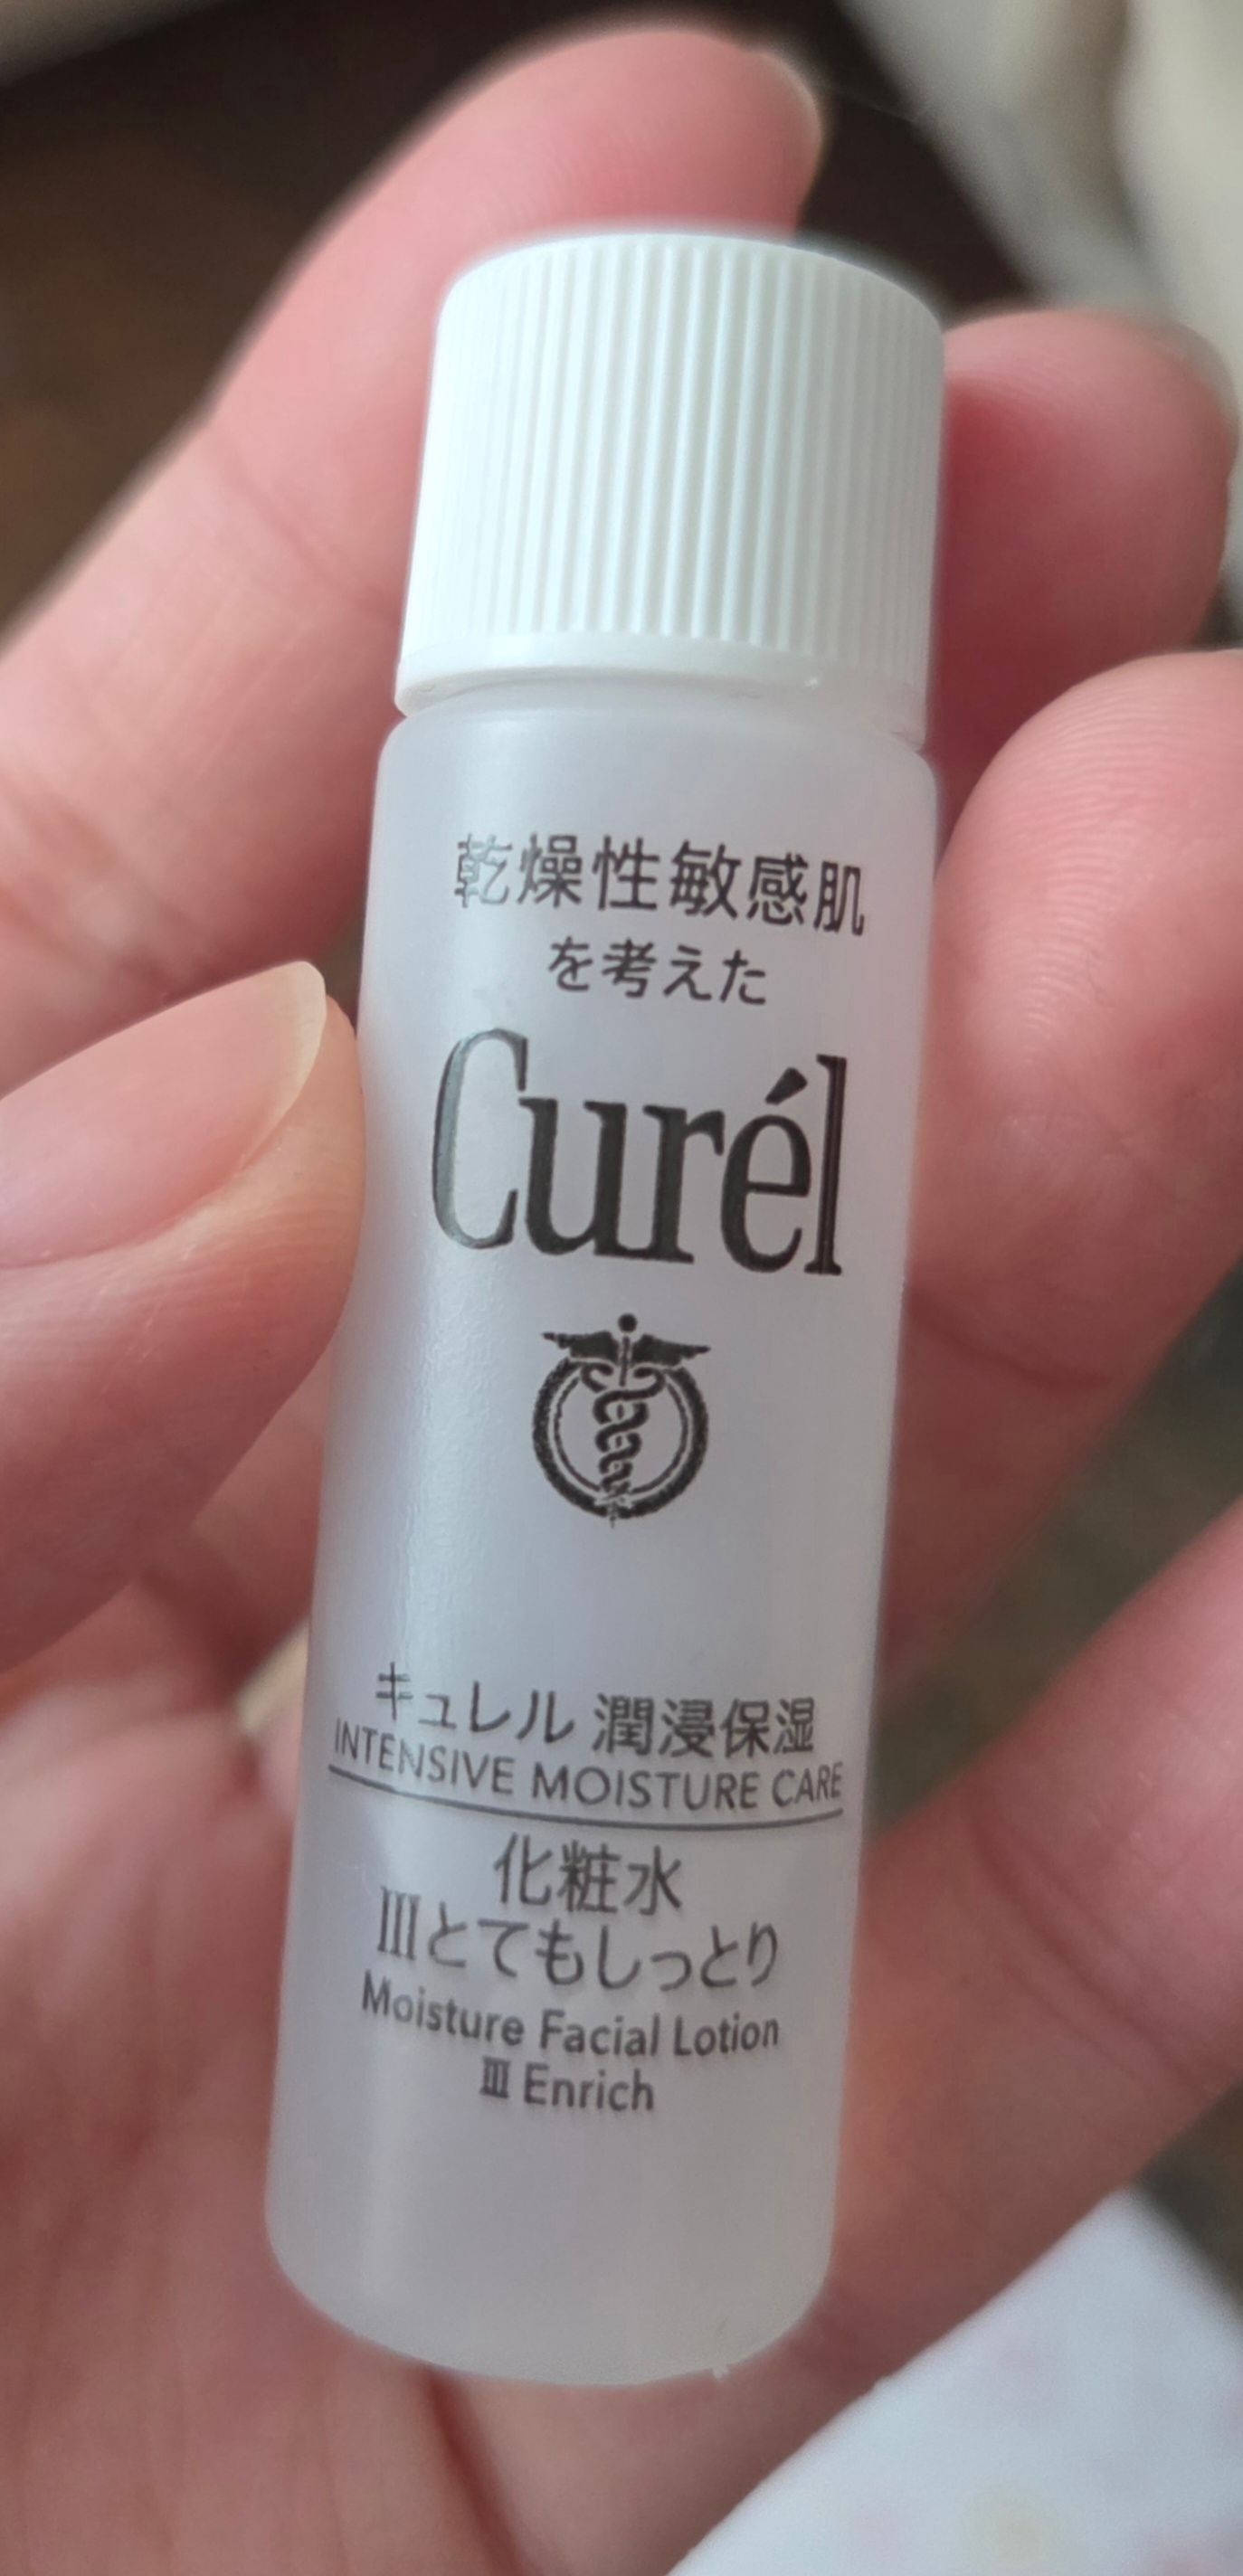 乾燥性敏感肌
を考えた
Curél
キュレル 潤浸保湿
INTENSIVE MOISTURE CARE
化粧水
Ⅲとてもしっとり
Moisture Facial Lotion
Ⅲ Enrich